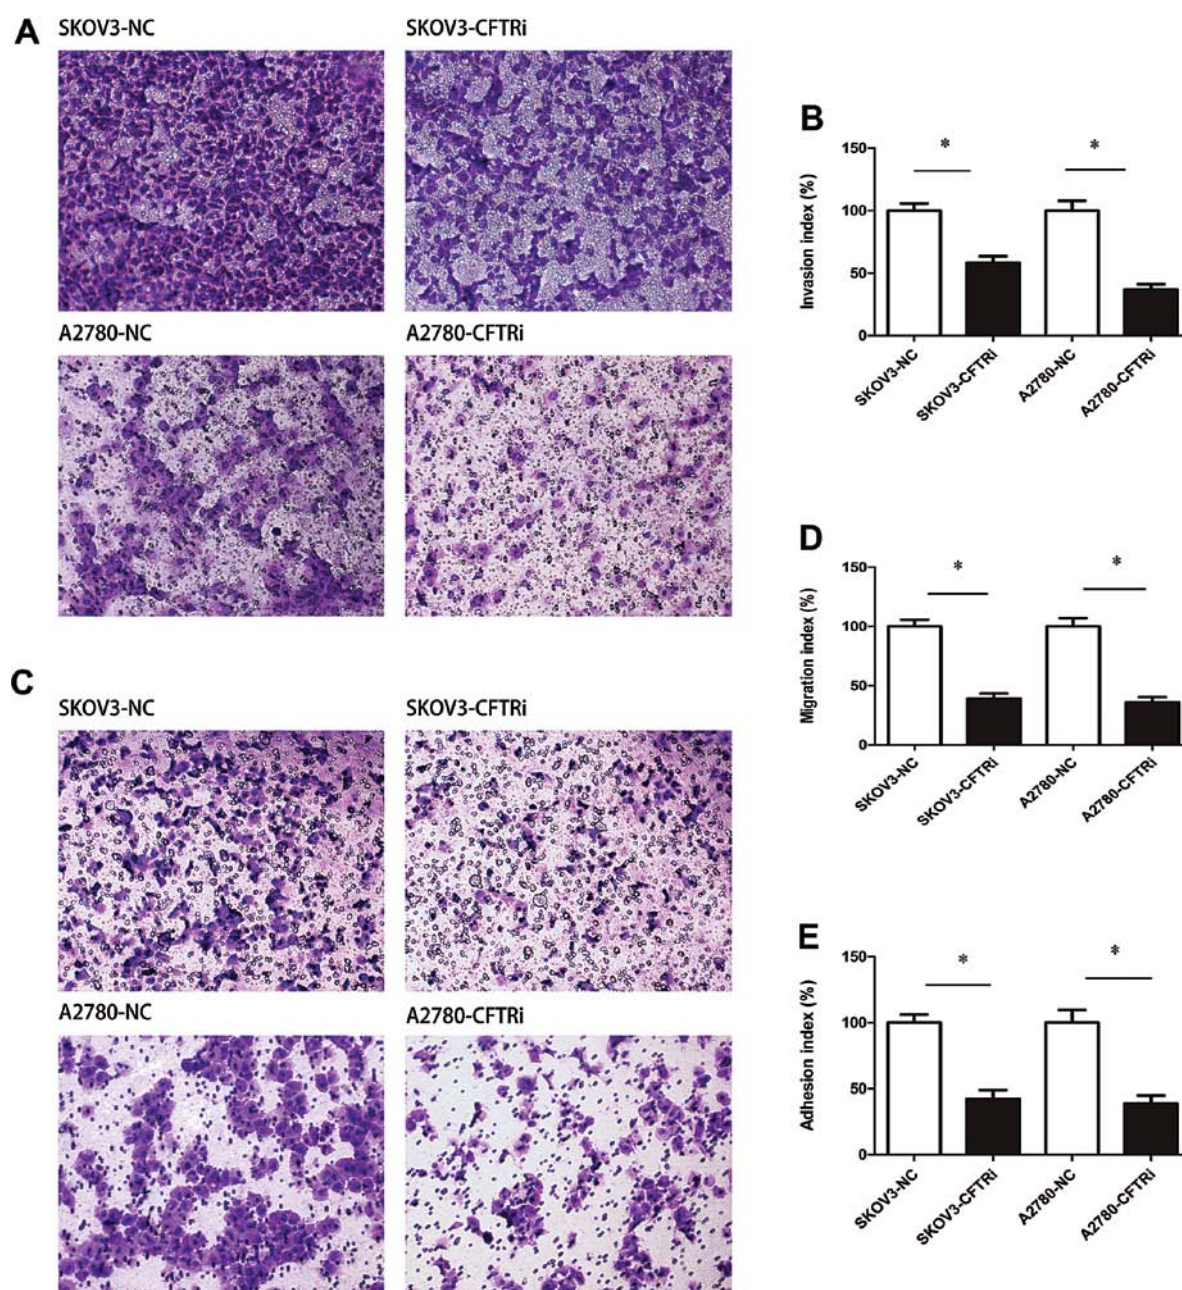 A
SKOV3-NC
SKOV3-CFTRi
A2780-NC
A2780-CFTRi
B
150
100
50
0
Invasion index (%)
*
*
SKOV3-NC
SKOV3-CFTRi
A2780-NC
A2780-CFTRi
C
SKOV3-NC
SKOV3-CFTRi
A2780-NC
A2780-CFTRi
D
150
100
50
0
Migration index (%)
*
*
SKOV3-NC
SKOV3-CFTRi
A2780-NC
A2780-CFTRi
E
150
100
50
0
Adhesion index (%)
*
*
SKOV3-NC
SKOV3-CFTRi
A2780-NC
A2780-CFTRi